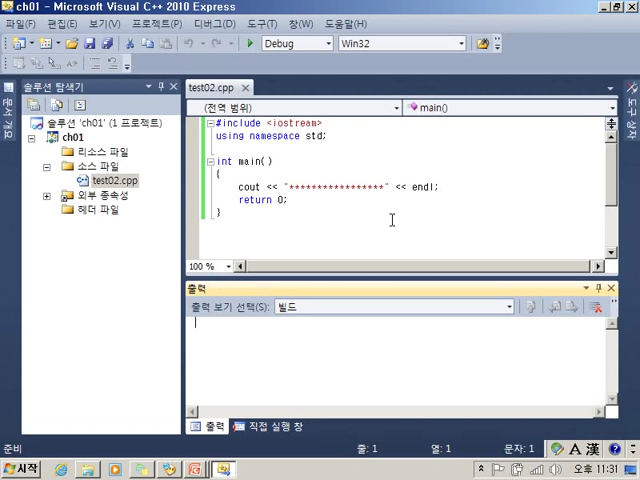 ch01 - Microsoft Visual C++ 2010 Express
파일(F) 편집(E) 보기(V) 프로젝트(P) 디버그(D) 도구(T) 창(W) 도움말(H)
Debug Win32
솔루션 탐색기
솔루션 'ch01' (1 프로젝트)
ch01
리소스 파일
소스 파일
test02.cpp
외부 종속성
헤더 파일
test02.cpp
(전역 범위) main()
#include <iostream>
using namespace std;
int main()
{
cout << "*****************" << endl;
return 0;
}
100 %
출력
출력 보기 선택(S): 빌드
출력 직접 실행 창
준비 줄: 1 열: 1 문자: 1
A 漢
시작
오후 11:31